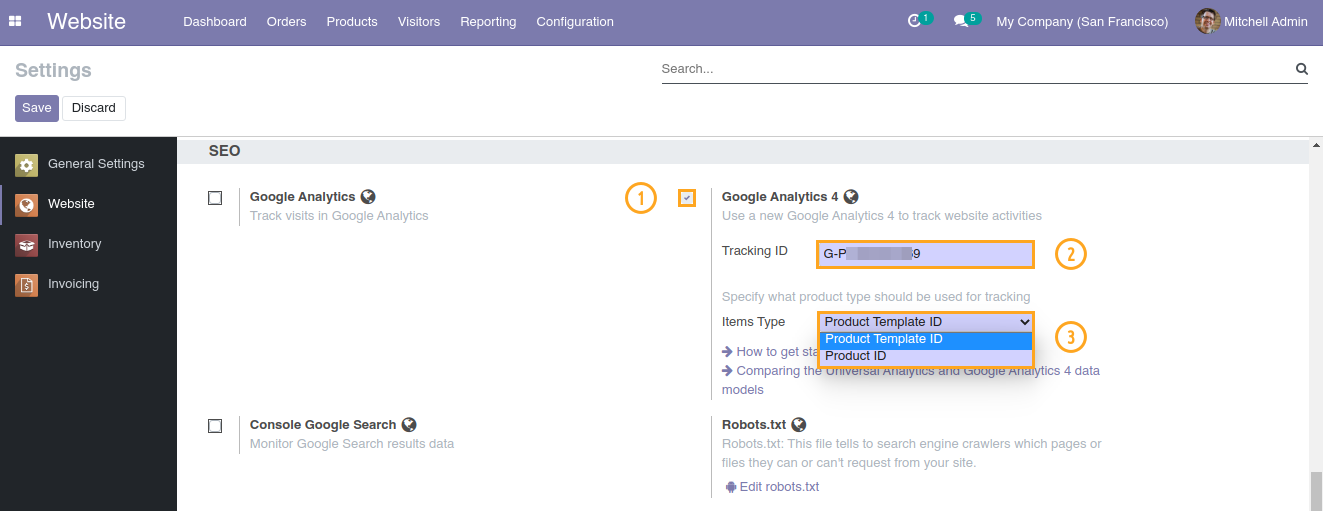 Website Dashboard Orders Products Visitors Reporting Configuration 1 5 My Company (San Francisco) Mitchell Admin
Settings
Search...
Save Discard
SEO
General Settings
Website
Inventory
Invoicing
Google Analytics
Track visits in Google Analytics
1
Google Analytics 4
Use a new Google Analytics 4 to track website activities
Tracking ID G-P 69 2
Specify what product type should be used for tracking
Items Type Product Template ID
Product Template ID
Product ID
3
How to get sta
Comparing the Universal Analytics and Google Analytics 4 data
models
Console Google Search
Monitor Google Search results data
Robots.txt
Robots.txt: This file tells to search engine crawlers which pages or
files they can or can't request from your site.
Edit robots.txt